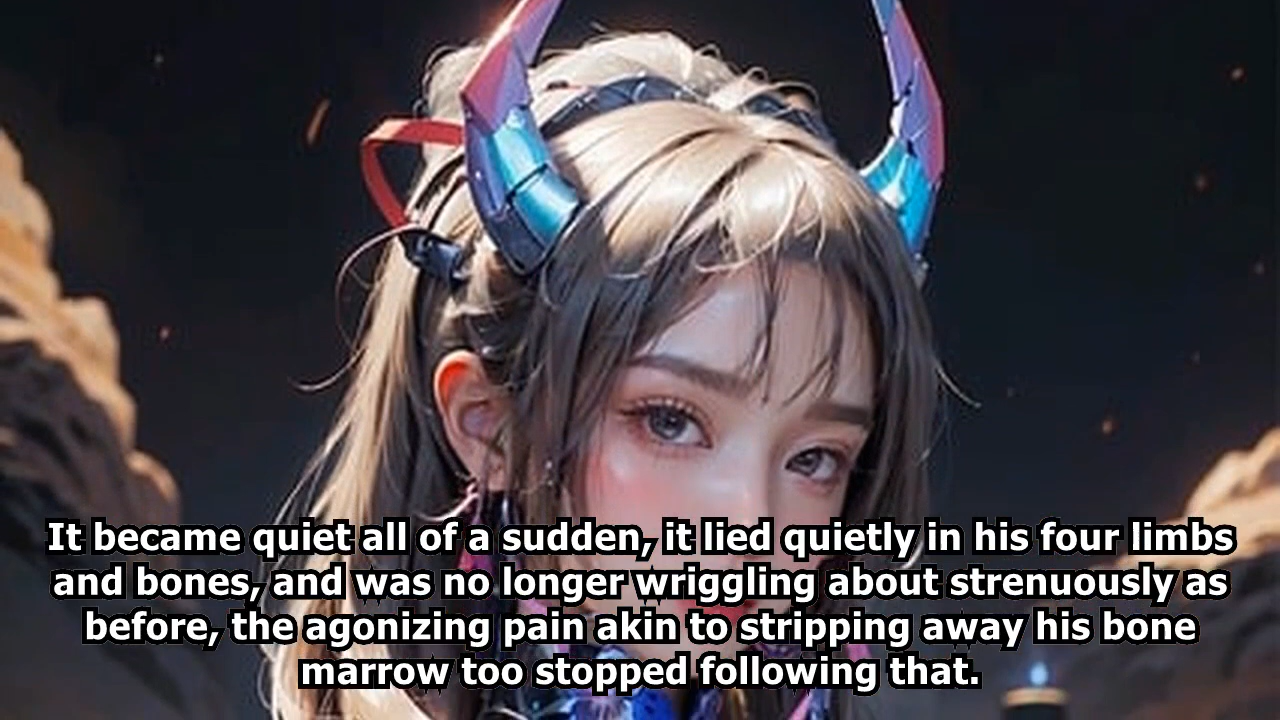 It became quiet all of a sudden, it lied quietly in his four limbs
and bones, and was no longer wriggling about strenuously as
before, the agonizing pain akin to stripping away his bone
marrow too stopped following that.